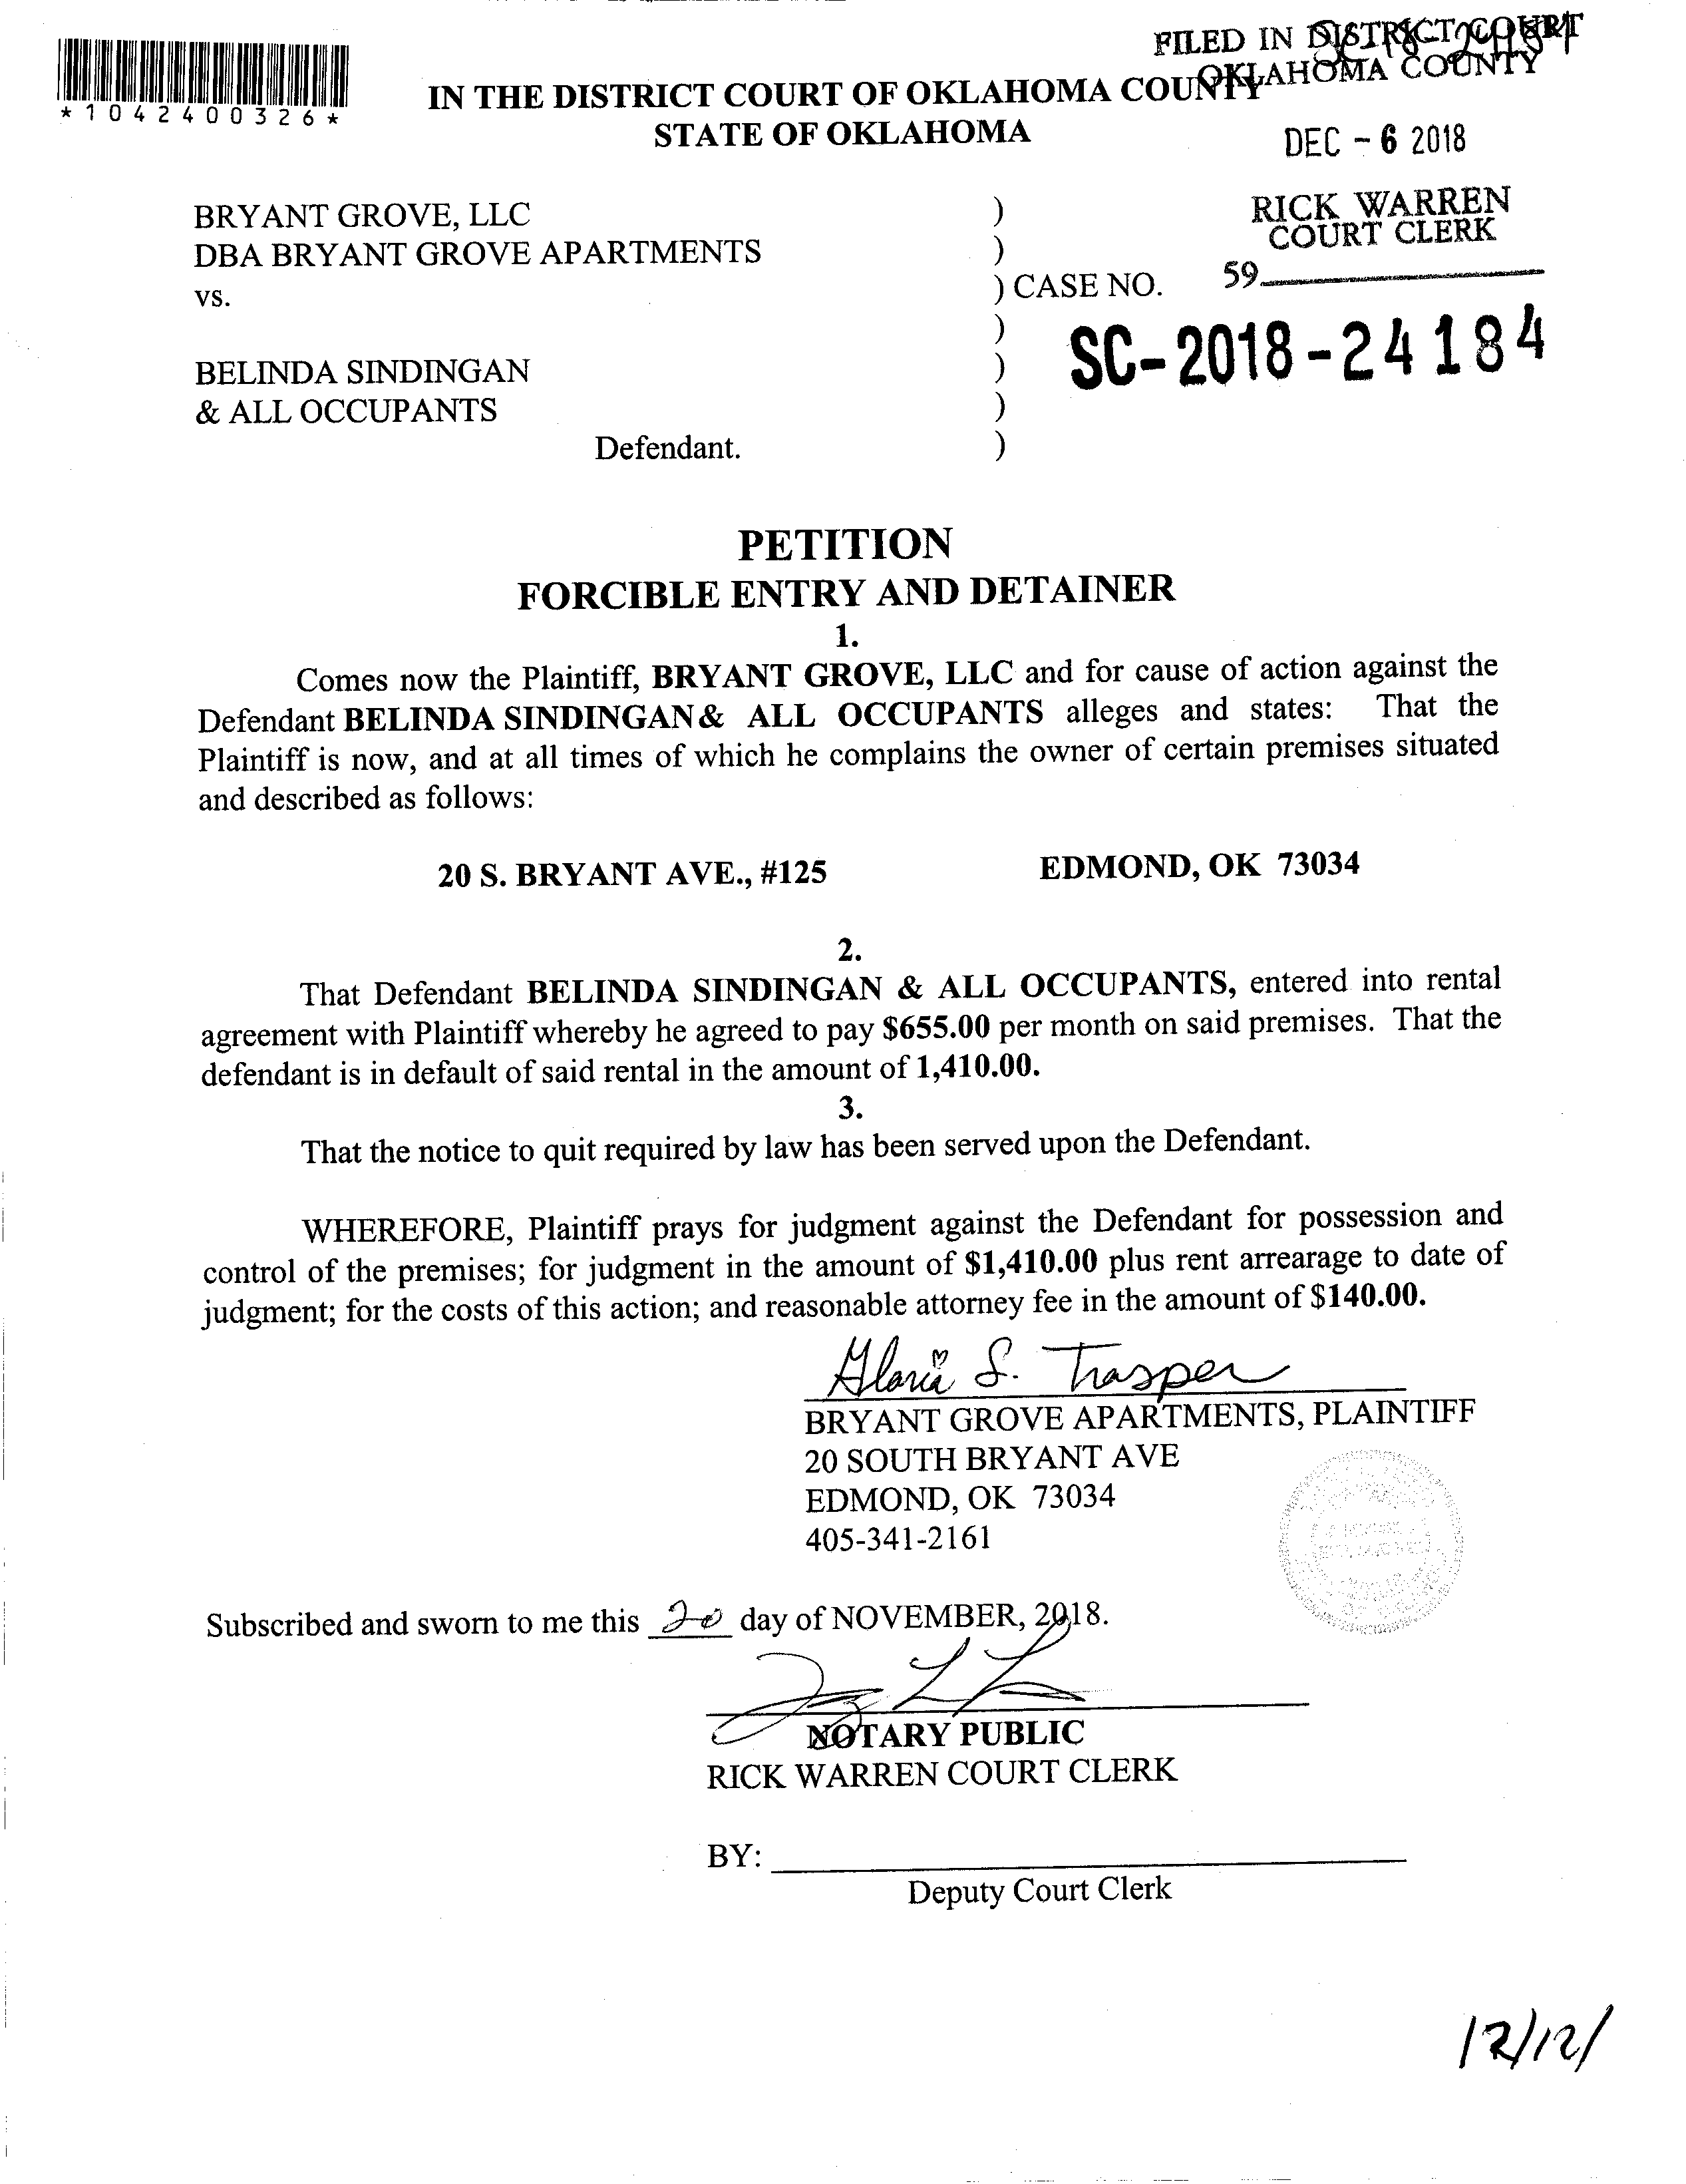 *1042400326*
FILED IN DISTRICT COURT
OKLAHOMA COUNTY
IN THE DISTRICT COURT OF OKLAHOMA COUNTY
STATE OF OKLAHOMA
DEC - 6 2018
RICK WARREN
COURT CLERK
59
BRYANT GROVE, LLC )
DBA BRYANT GROVE APARTMENTS )
vs. ) CASE NO.
)
SC-2018-24184
BELINDA SINDINGAN )
& ALL OCCUPANTS )
Defendant. )
PETITION
FORCIBLE ENTRY AND DETAINER
1.
Comes now the Plaintiff, BRYANT GROVE, LLC and for cause of action against the
Defendant BELINDA SINDINGAN& ALL OCCUPANTS alleges and states: That the
Plaintiff is now, and at all times of which he complains the owner of certain premises situated
and described as follows:
20 S. BRYANT AVE., #125 EDMOND, OK 73034
2.
That Defendant BELINDA SINDINGAN & ALL OCCUPANTS, entered into rental
agreement with Plaintiff whereby he agreed to pay $655.00 per month on said premises. That the
defendant is in default of said rental in the amount of 1,410.00.
3.
That the notice to quit required by law has been served upon the Defendant.
WHEREFORE, Plaintiff prays for judgment against the Defendant for possession and
control of the premises; for judgment in the amount of $1,410.00 plus rent arrearage to date of
judgment; for the costs of this action; and reasonable attorney fee in the amount of $140.00.
Gloria S. Trasper
BRYANT GROVE APARTMENTS, PLAINTIFF
20 SOUTH BRYANT AVE
EDMOND, OK 73034
405-341-2161
Subscribed and sworn to me this 20 day of NOVEMBER, 2018.
NOTARY PUBLIC
RICK WARREN COURT CLERK
BY:
Deputy Court Clerk
12/12/